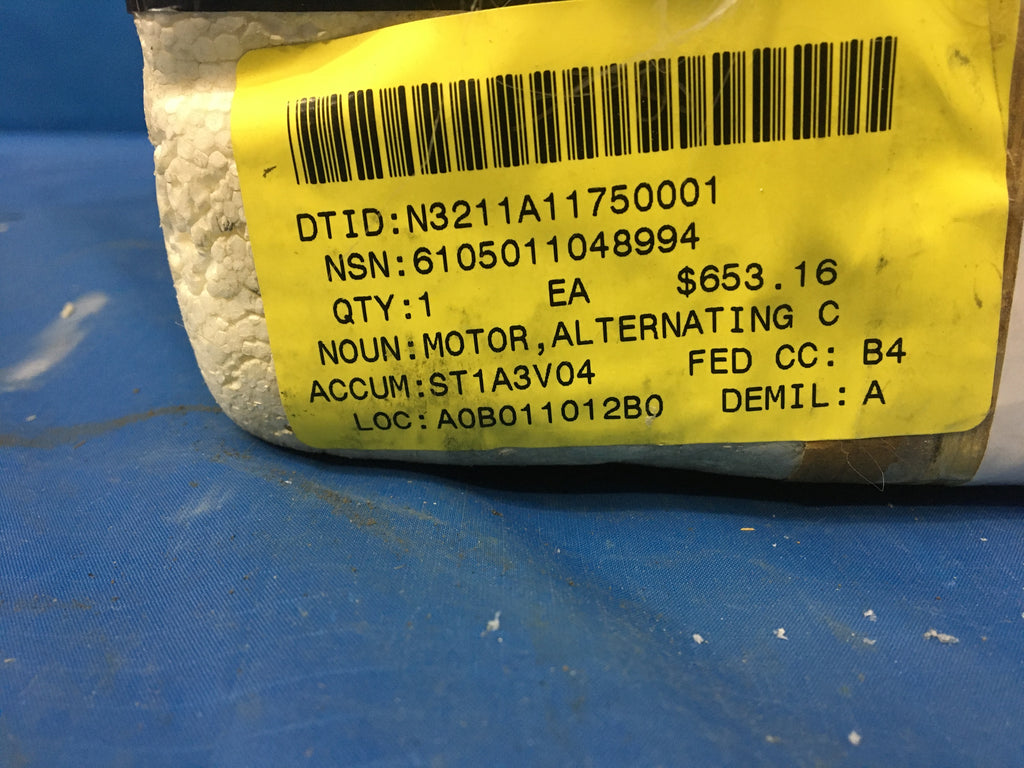 DTID:N3211A11750001
NSN:6105011048994
QTY:1 EA $653.16
NOUN:MOTOR,ALTERNATING C
ACCUM:ST1A3V04 FED CC: B4
LOC:A0B011012B0 DEMIL: A